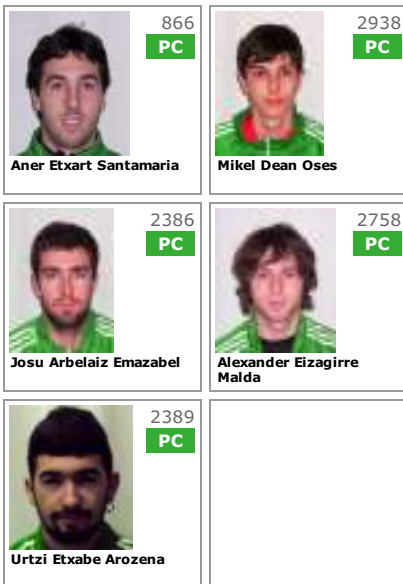 866
PC
Aner Etxart Santamaria
2938
PC
Mikel Dean Oses
2386
PC
Josu Arbelaiz Emazabel
2758
PC
Alexander Eizagirre
Malda
2389
PC
Urtzi Etxabe Arozena